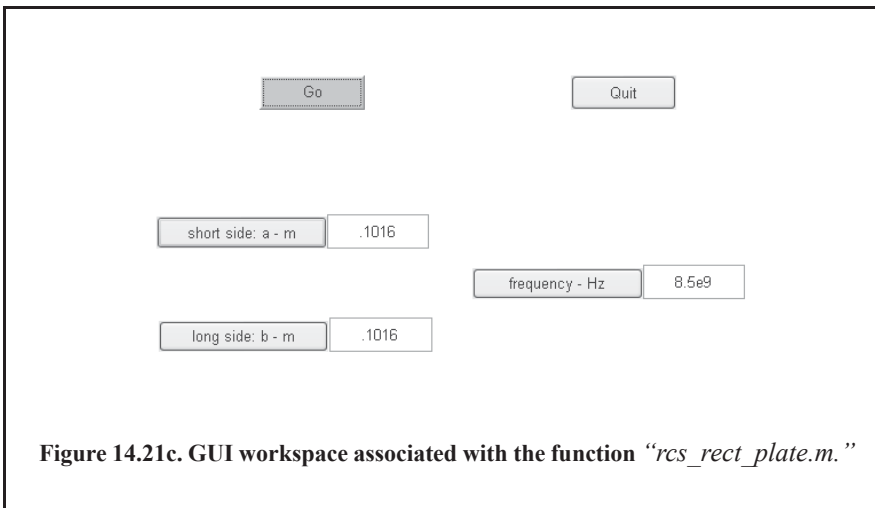 Go
Quit
short side: a - m
.1016
frequency - Hz
8.5e9
long side: b - m
.1016
Figure 14.21c. GUI workspace associated with the function “rcs_rect_plate.m.”